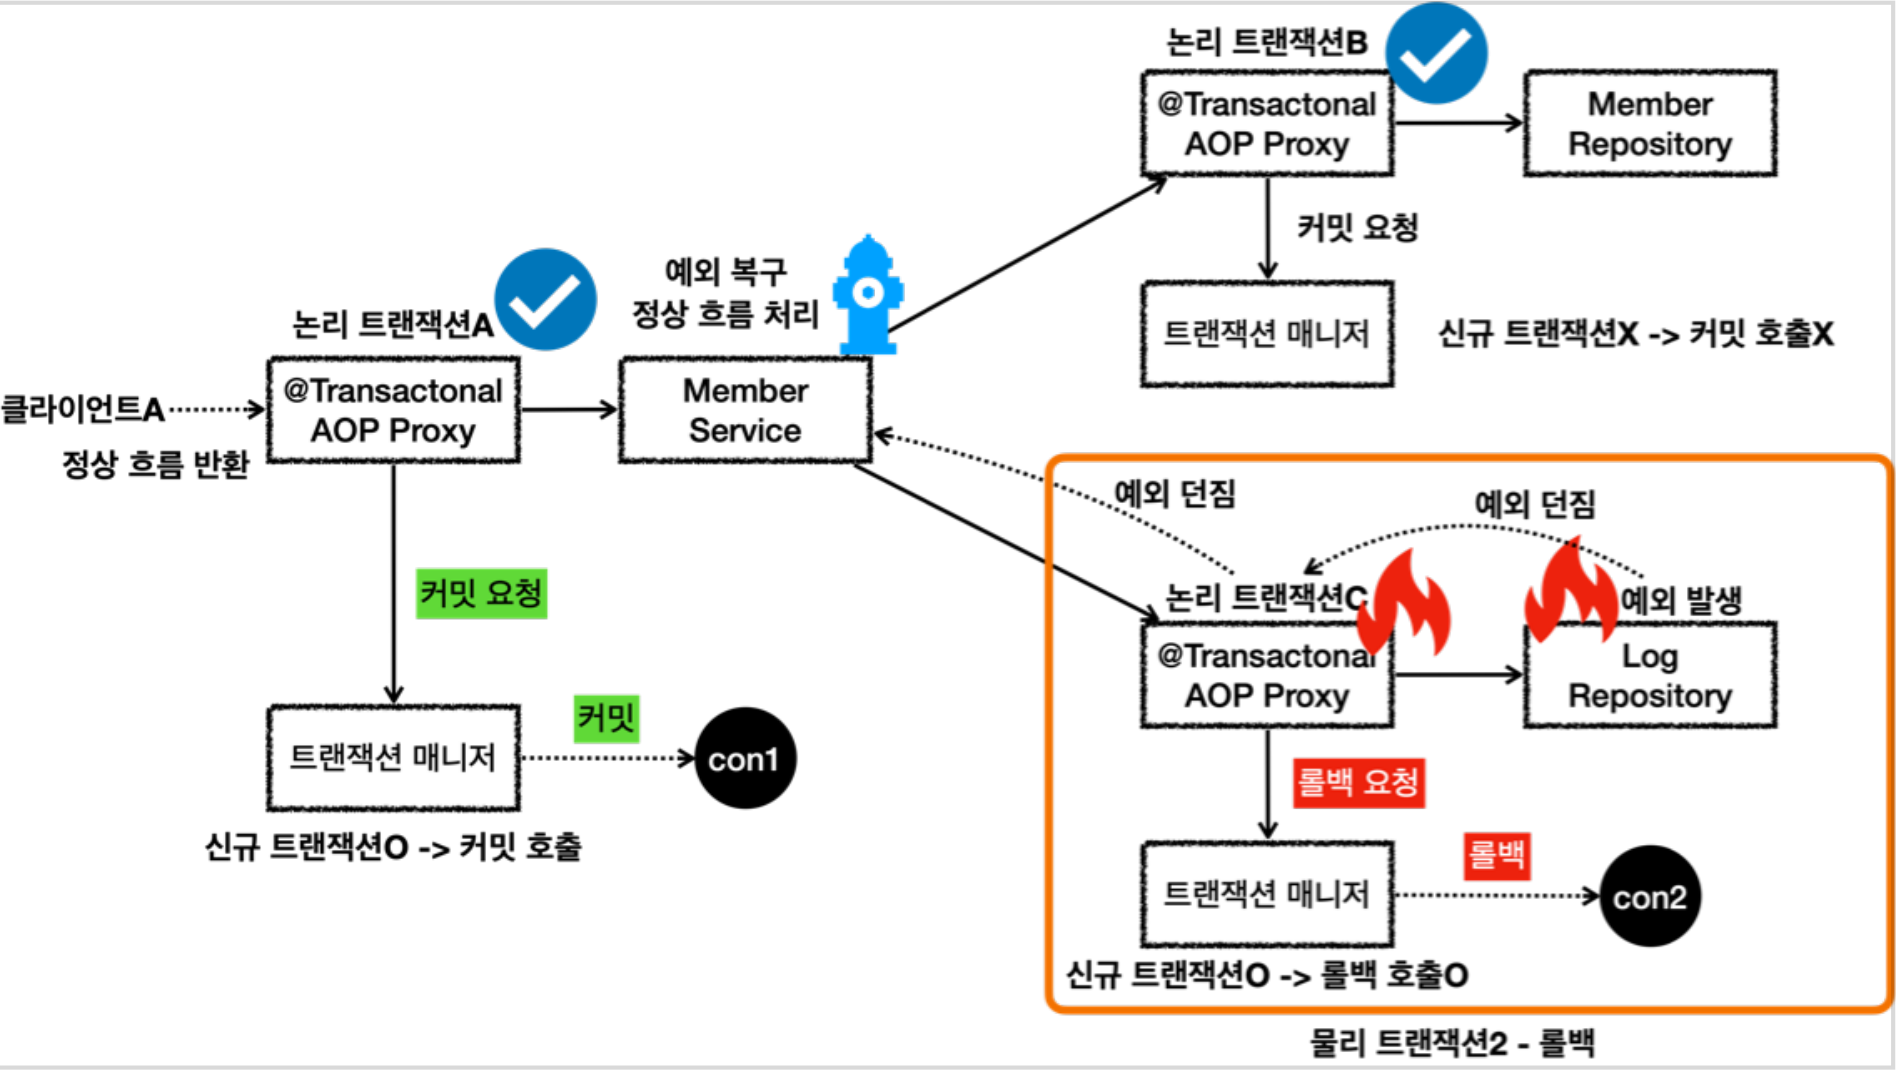 논리 트랜잭션B
@Transactonal
AOP Proxy
Member
Repository
커밋 요청
트랜잭션 매니저
신규 트랜잭션X -> 커밋 호출X
예외 복구
정상 흐름 처리
논리 트랜잭션A
클라이언트A
@Transactonal
AOP Proxy
Member
Service
정상 흐름 반환
커밋 요청
트랜잭션 매니저
커밋
con1
신규 트랜잭션O -> 커밋 호출
예외 던짐
예외 던짐
논리 트랜잭션C
예외 발생
@Transactonal
AOP Proxy
Log
Repository
롤백 요청
트랜잭션 매니저
롤백
con2
신규 트랜잭션O -> 롤백 호출O
물리 트랜잭션2 - 롤백